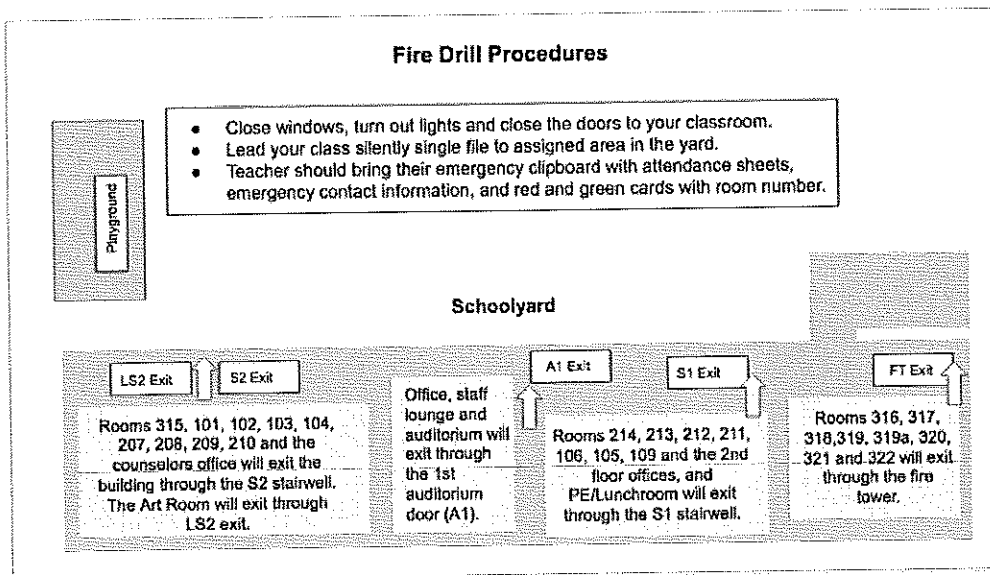 Fire Drill Procedures
• Close windows, turn out lights and close the doors to your classroom.
• Lead your class silently single file to assigned area in the yard.
• Teacher should bring their emergency clipboard with attendance sheets,
emergency contact information, and red and green cards with room number.
Playground
Schoolyard
LS2 Exit
S2 Exit
A1 Exit
S1 Exit
FT Exit
Rooms 315, 101, 102, 103, 104,
207, 208, 209, 210 and the
counselors office will exit the
building through the S2 stairwell.
The Art Room will exit through
LS2 exit.
Office, staff
lounge and
auditorium will
exit through
the 1st
auditorium
door (A1).
Rooms 214, 213, 212, 211,
106, 105, 109 and the 2nd
floor offices, and
PE/Lunchroom will exit
through the S1 stairwell.
Rooms 316, 317,
318,319, 319a, 320,
321 and 322 will exit
through the fire
tower.